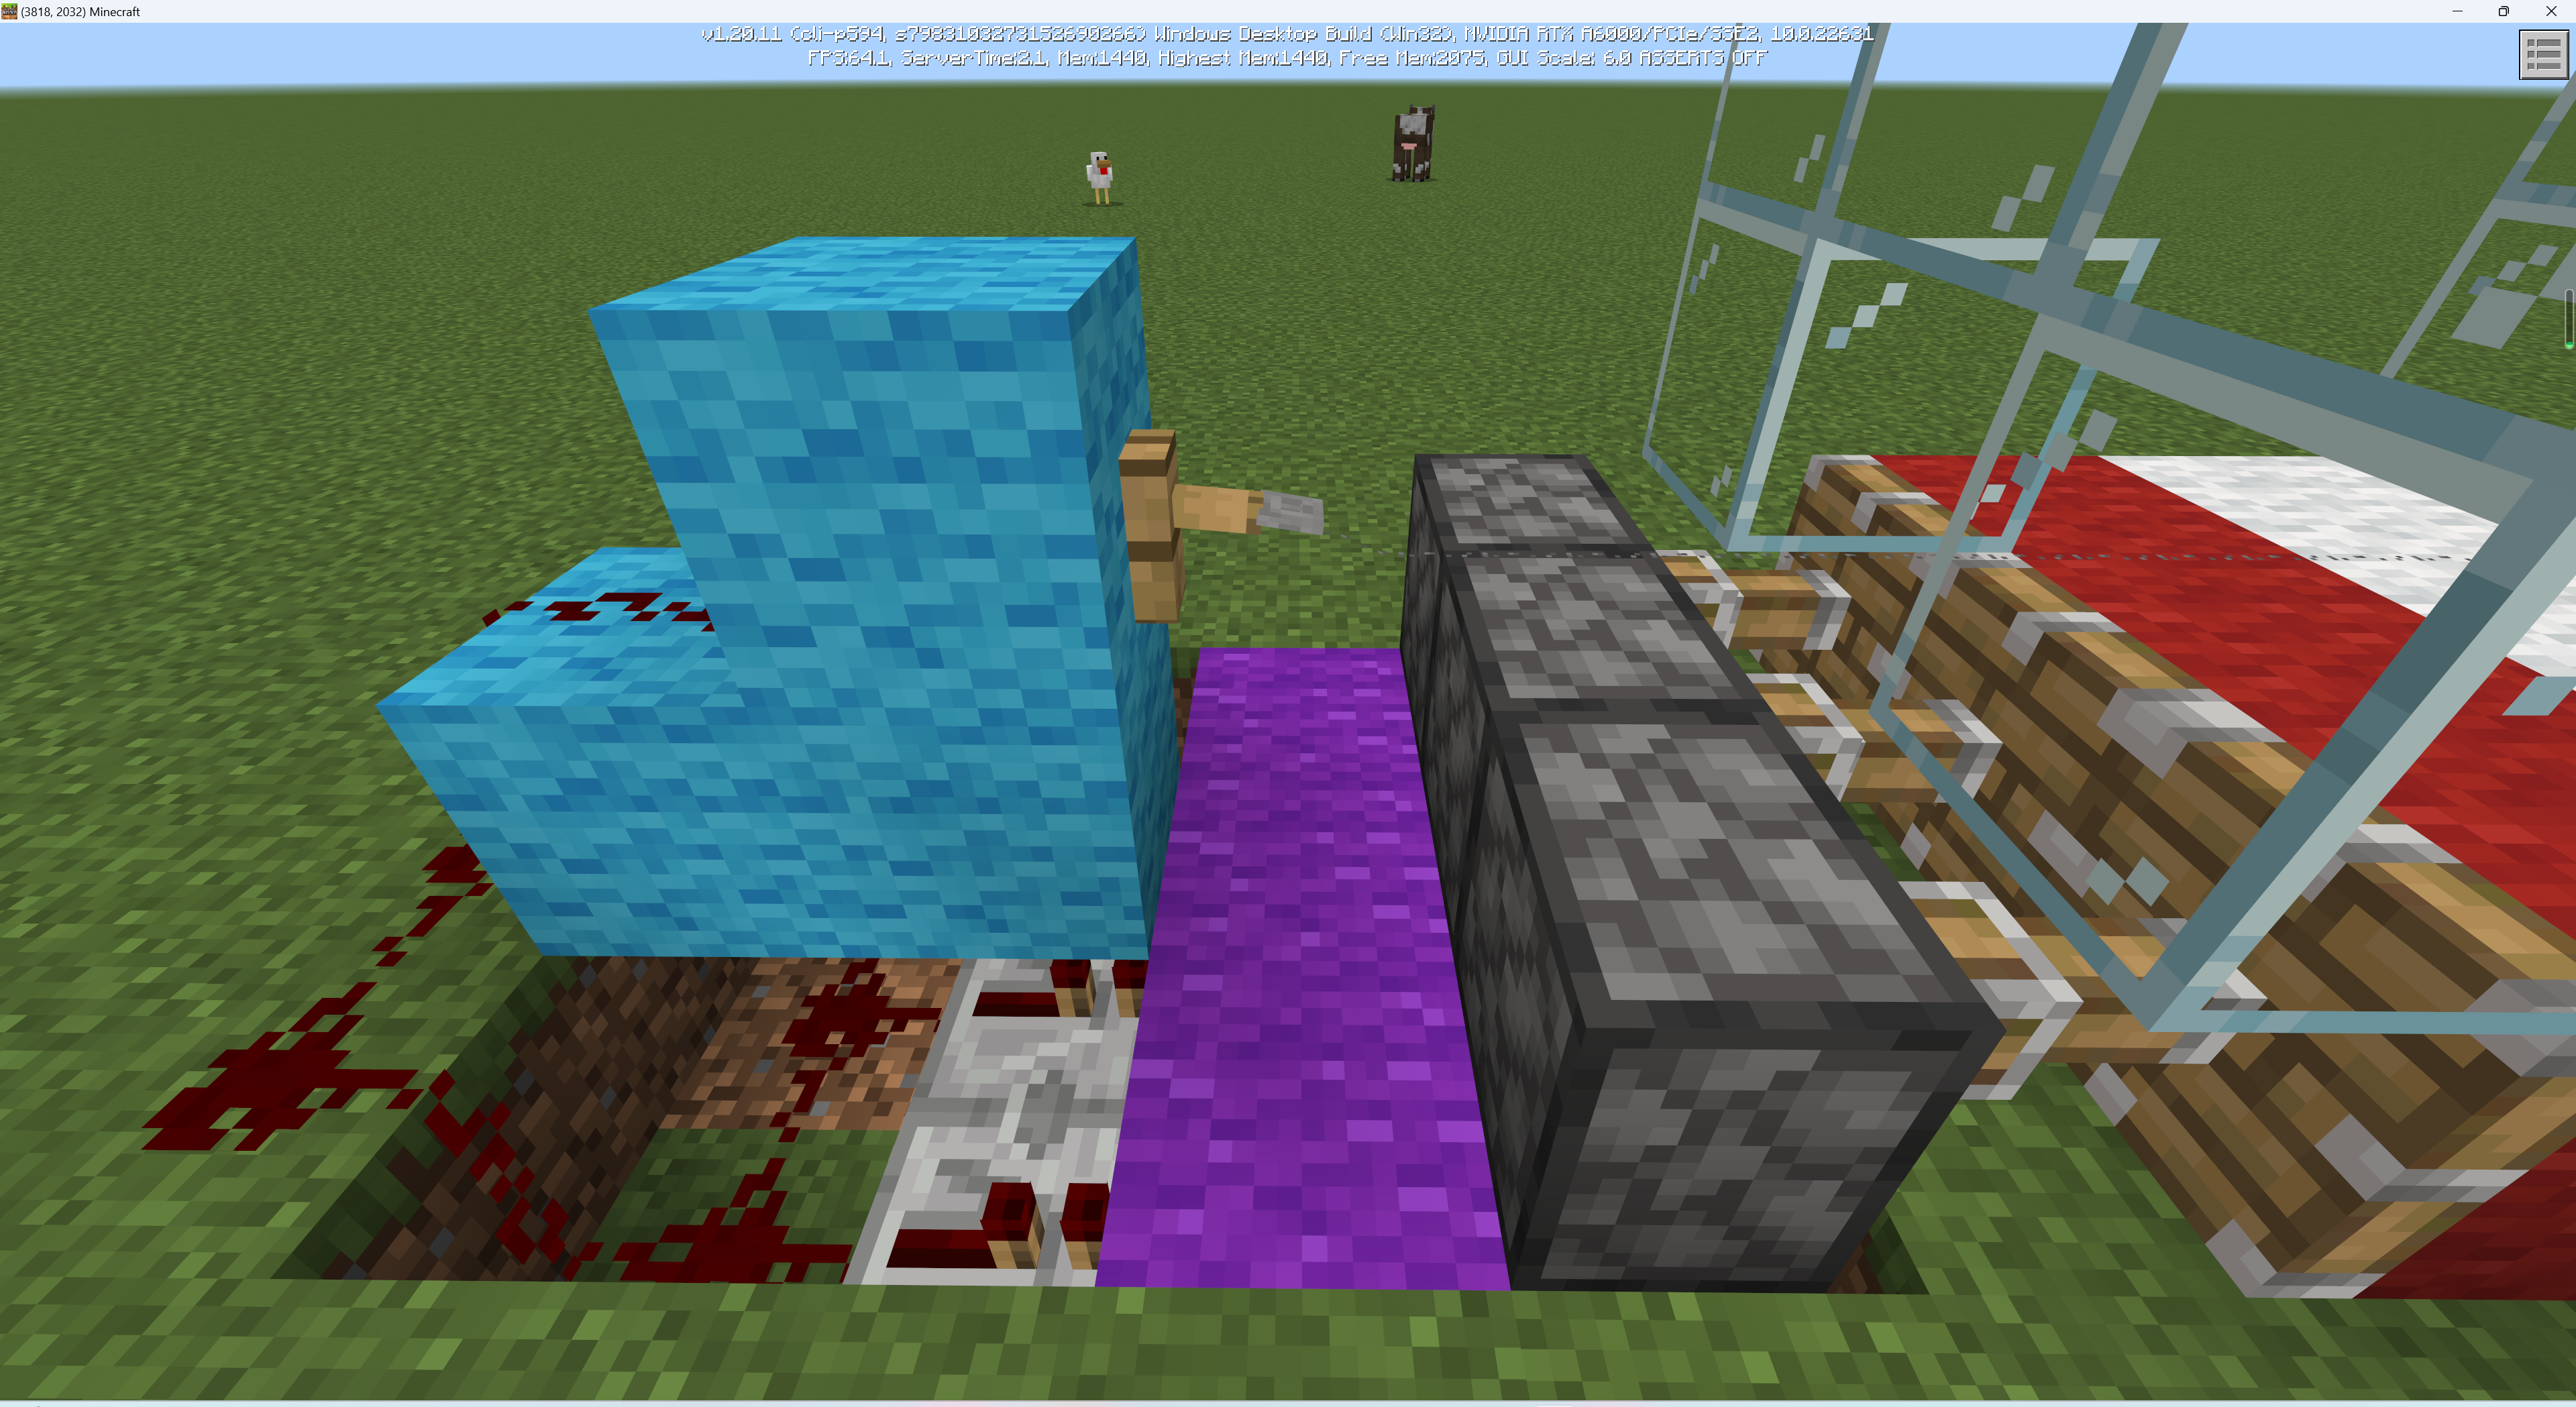 (3818, 2032) Minecraft
v1.20.11 (cli-p594, s7983103273152690266) Windows Desktop Build (Win32), NVIDIA RTX A6000/PCIe/SSE2, 10.0.22631
FPS:64.1, ServerTime:2.1, Mem:1440, Highest Mem:1440, Free Mem:2075, GUI Scale: 6.0 ASSERTS OFF